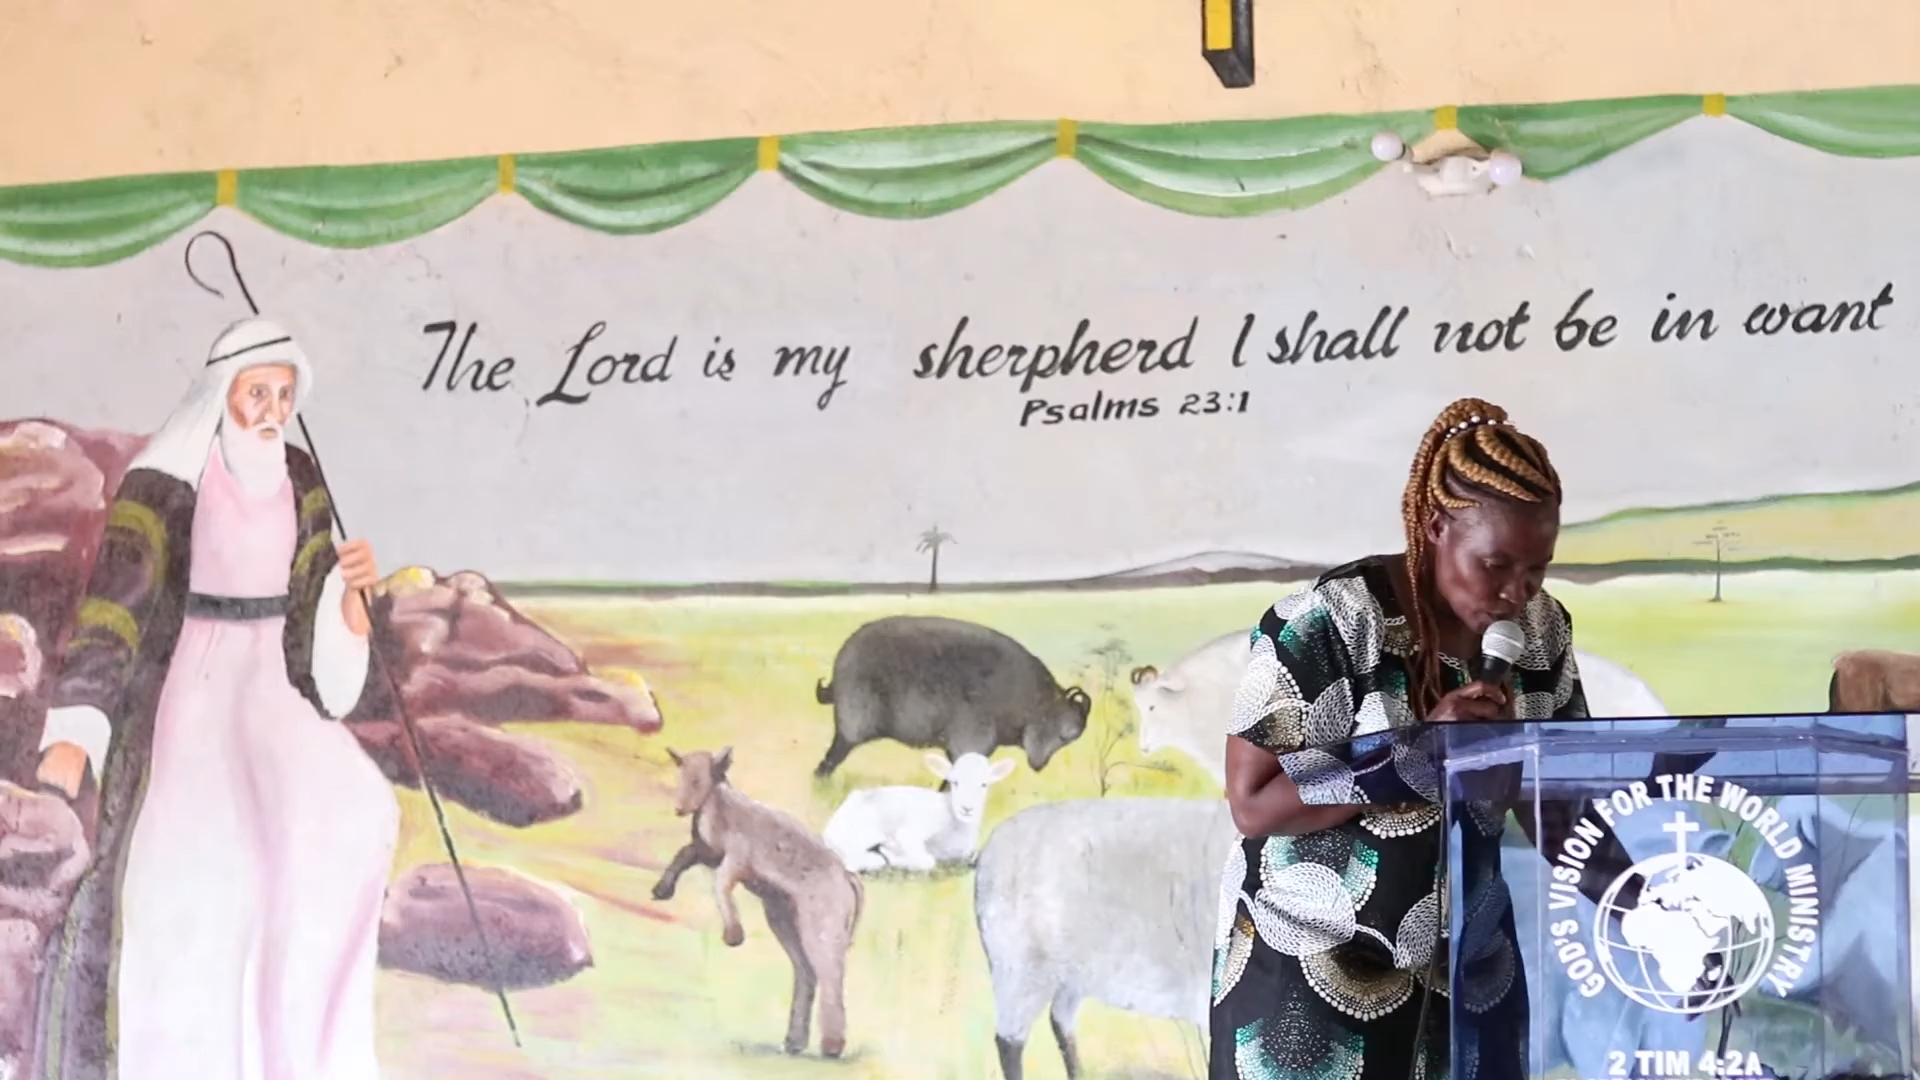 The Lord is my sherpherd I shall not be in want
Psalms 23:1
GOD'S VISION FOR THE WORLD MINISTRY
2 TIM 4:2A